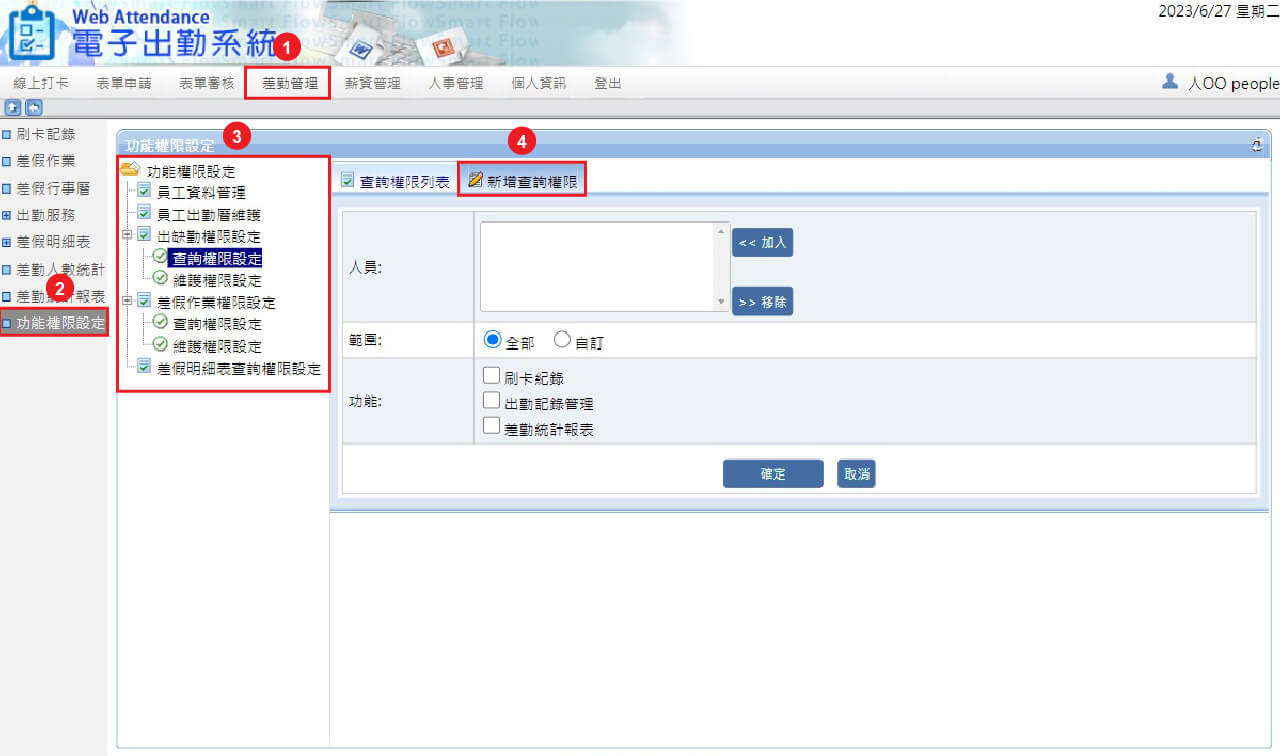 2023/6/27 星期二
Web Attendance
電子出勤系統
Smart Flow
1
線上打卡 表單申請 表單審核 差勤管理 薪資管理 人事管理 個人資訊 登出 人OO people
刷卡記錄
差假作業
差假行事曆
出勤服務
差假明細表
差勤人數統計
2
功能權限設定
3
功能權限設定
功能權限設定
員工資料管理
員工出勤曆維護
出缺勤權限設定
查詢權限設定
維護權限設定
差假作業權限設定
查詢權限設定
維護權限設定
差假明細表查詢權限設定
4
查詢權限列表 新增查詢權限
人員:
<< 加入
>> 移除
範圍: 全部 自訂
功能:
刷卡紀錄
出勤記錄管理
差勤統計報表
確定 取消